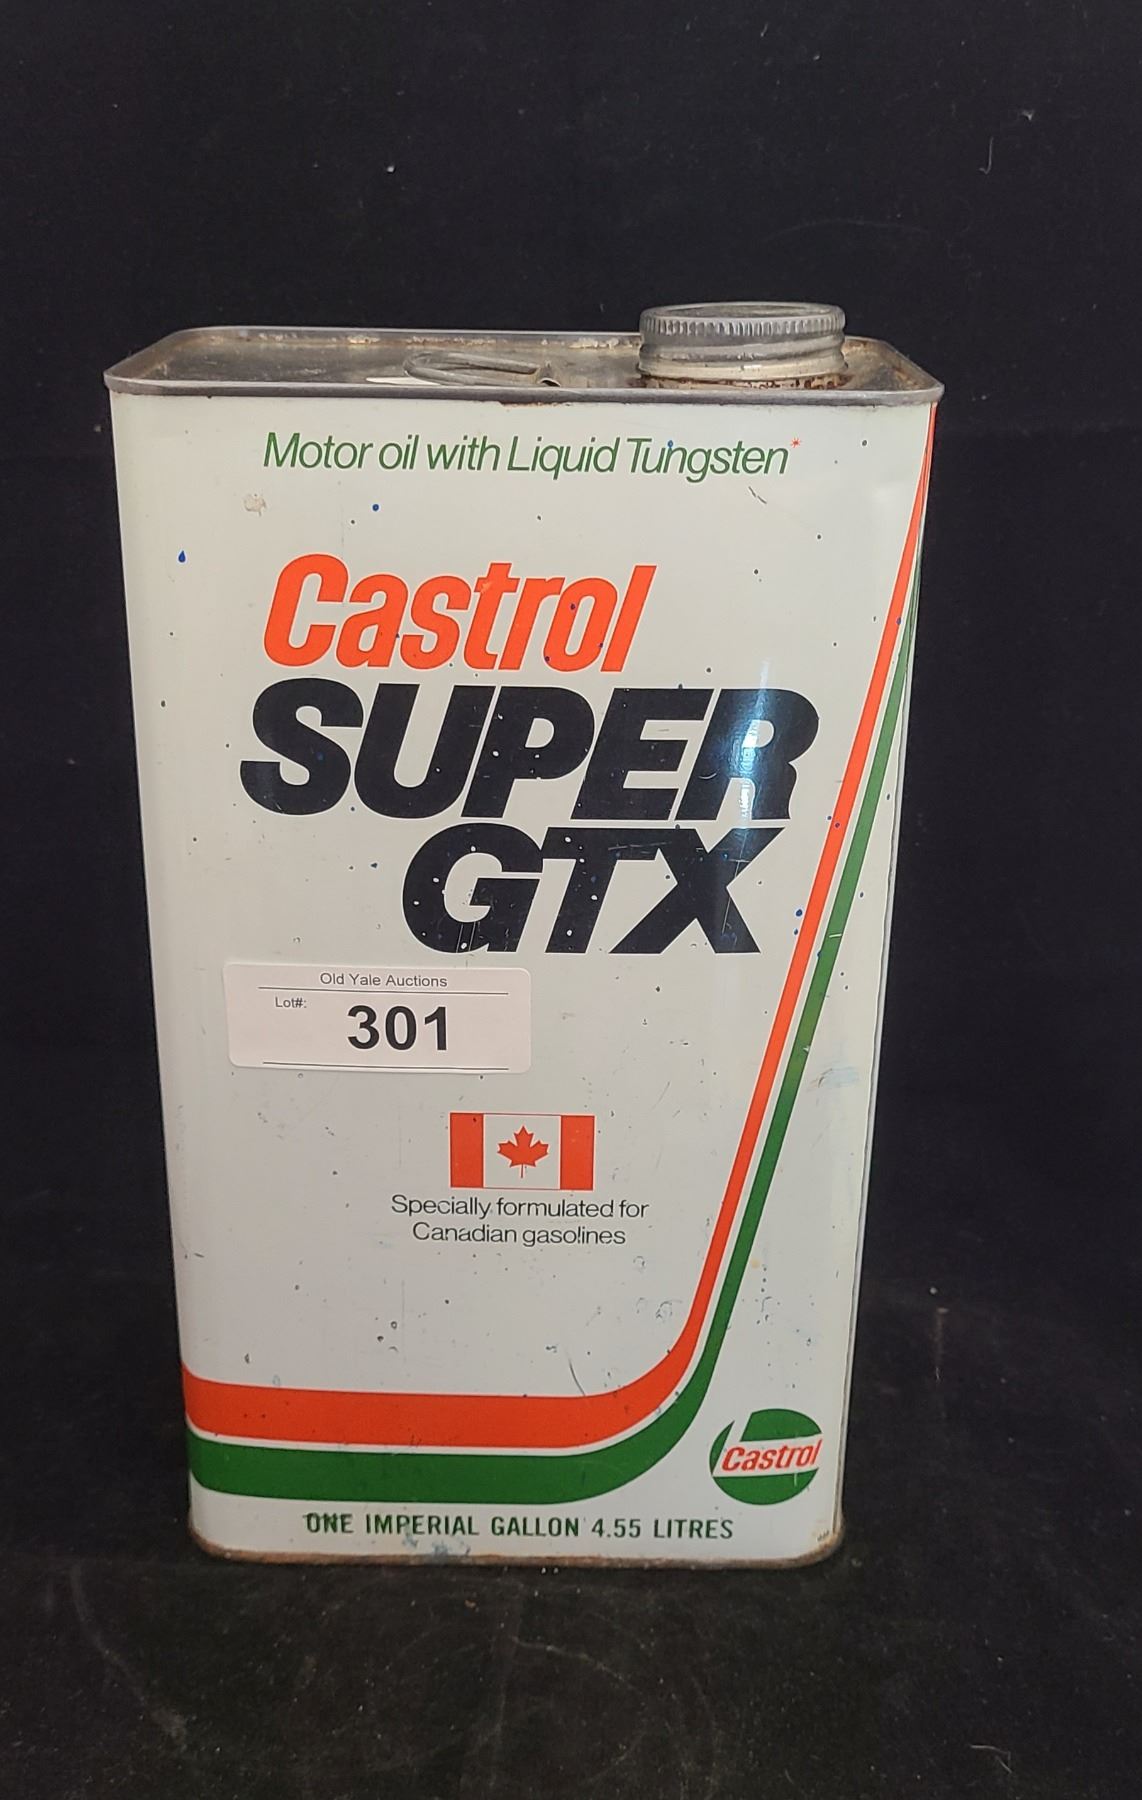 Motor oil with Liquid Tungsten*
Castrol
SUPER
GTX
Old Yale Auctions
Lot#:
301
Specially formulated for
Canadian gasolines
Castrol
ONE IMPERIAL GALLON 4.55 LITRES